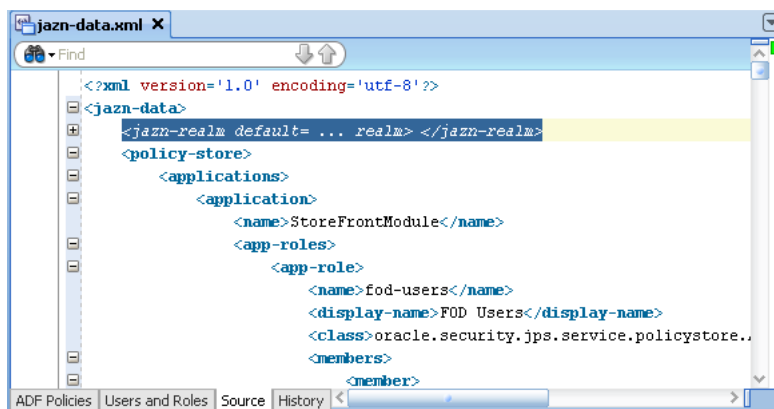 jazn-data.xml
Find
<?xml version='1.0' encoding='utf-8'?>
<jazn-data>
<jazn-realm default= ... realm> </jazn-realm>
<policy-store>
<applications>
<application>
<name>StoreFrontModule</name>
<app-roles>
<app-role>
<name>fod-users</name>
<display-name>FOD Users</display-name>
<class>oracle.security.jps.service.policystore.
<members>
<member>
ADF Policies Users and Roles Source History